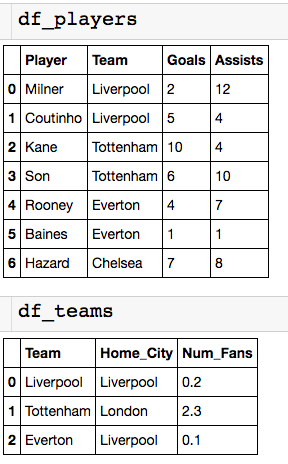 df_players
Player Team Goals Assists
0 Milner Liverpool 2 12
1 Coutinho Liverpool 5 4
2 Kane Tottenham 10 4
3 Son Tottenham 6 10
4 Rooney Everton 4 7
5 Baines Everton 1 1
6 Hazard Chelsea 7 8
df_teams
Team Home_City Num_Fans
0 Liverpool Liverpool 0.2
1 Tottenham London 2.3
2 Everton Liverpool 0.1